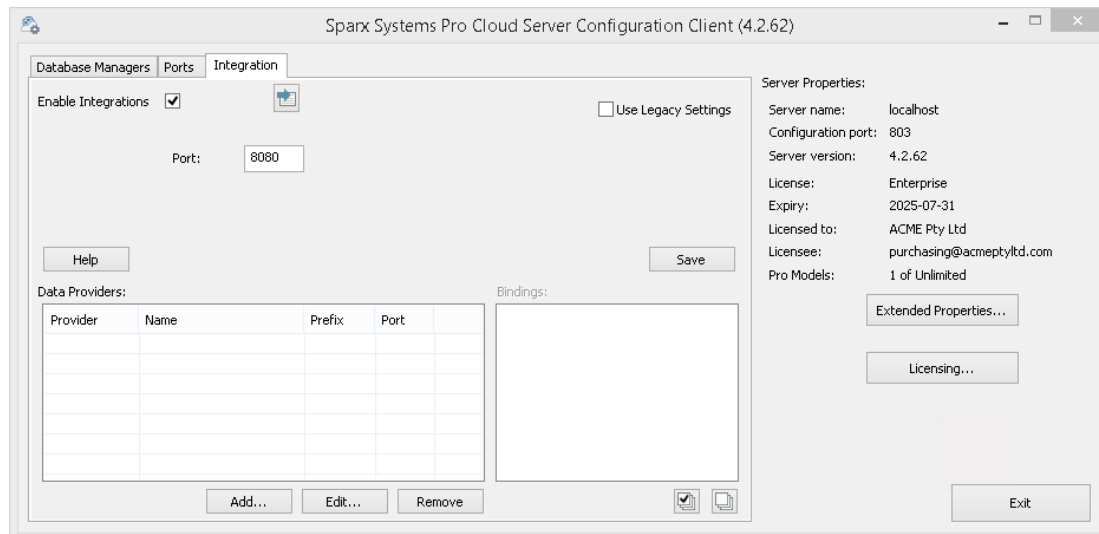 Sparx Systems Pro Cloud Server Configuration Client (4.2.62)
Database Managers Ports Integration
Enable Integrations
Use Legacy Settings
Port: 8080
Help Save
Data Providers:
Provider Name Prefix Port
Bindings:
Add... Edit... Remove
Server Properties:
Server name: localhost
Configuration port: 803
Server version: 4.2.62
License: Enterprise
Expiry: 2025-07-31
Licensed to: ACME Pty Ltd
Licensee: purchasing@acmeptyltd.com
Pro Models: 1 of Unlimited
Extended Properties...
Licensing...
Exit